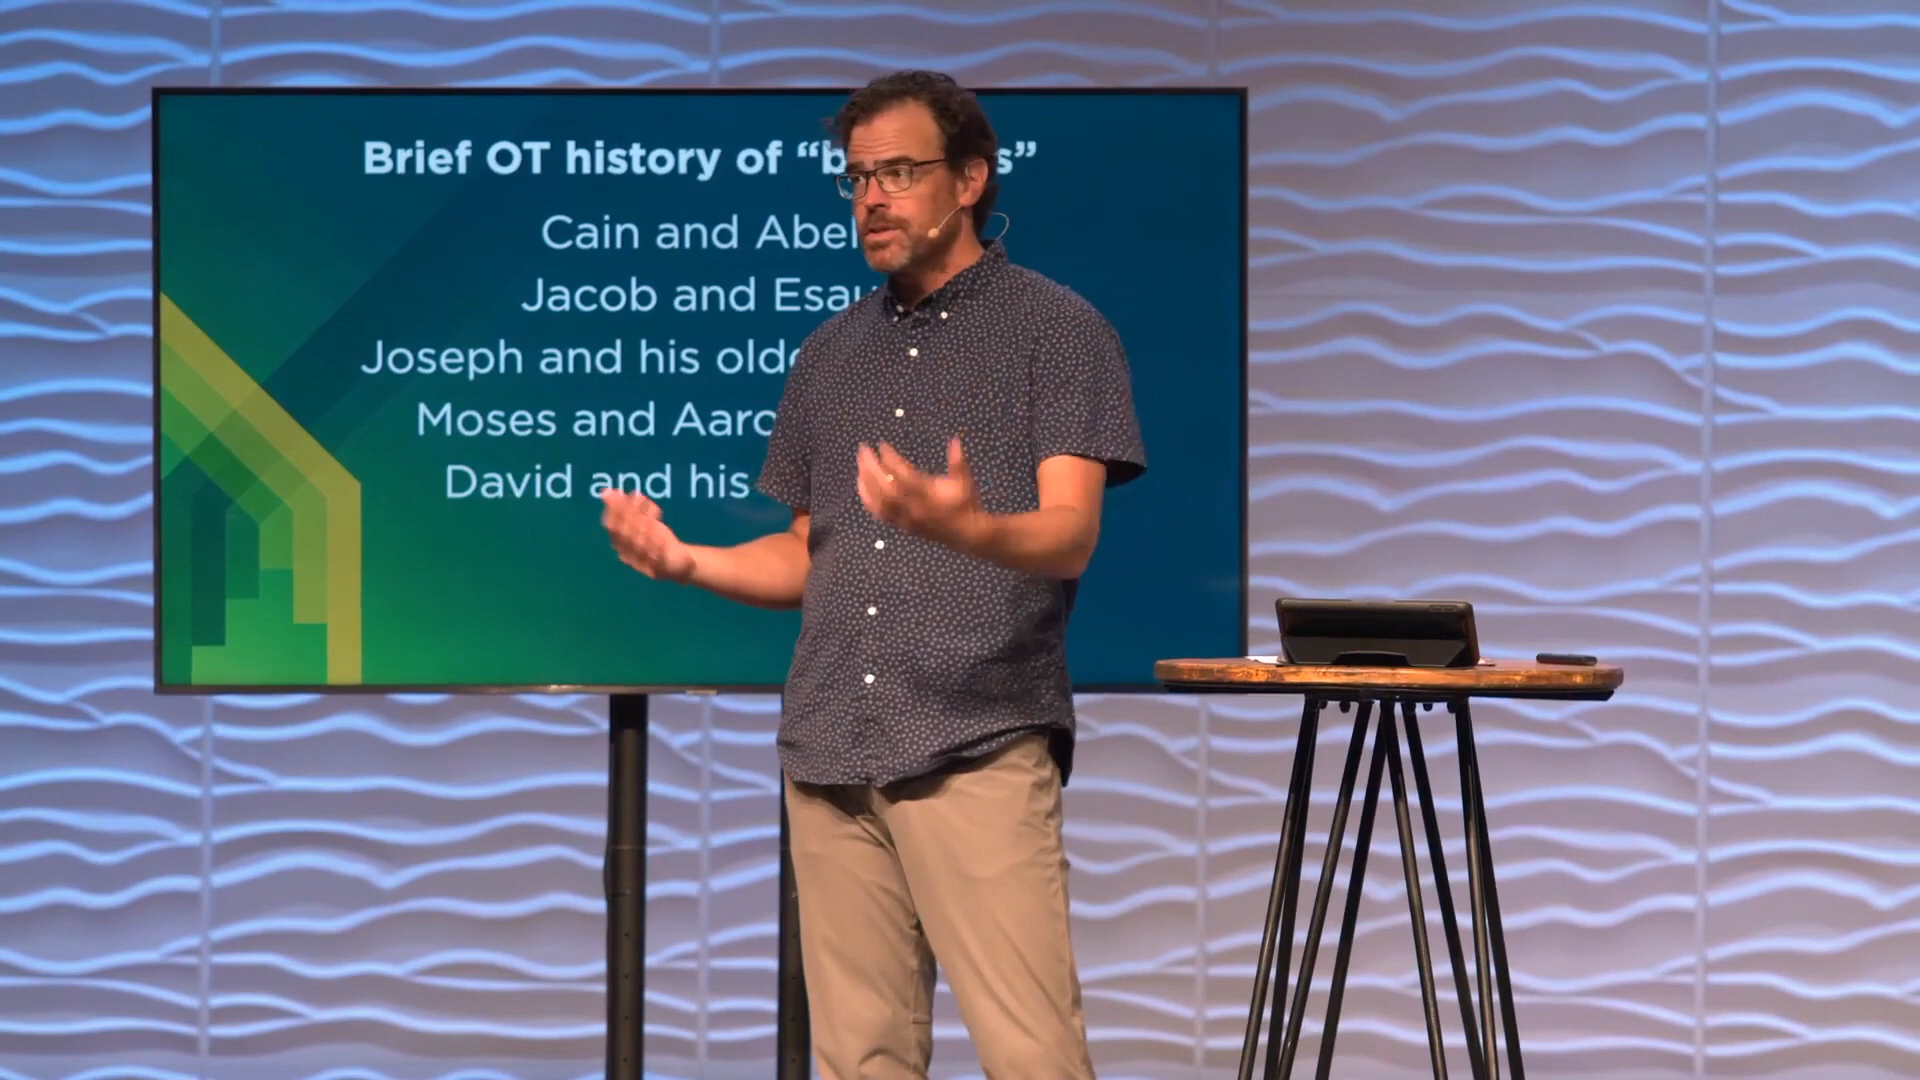 Brief OT history of “b s”
Cain and Abel
Jacob and Esau
Joseph and his olde
Moses and Aaro
David and his